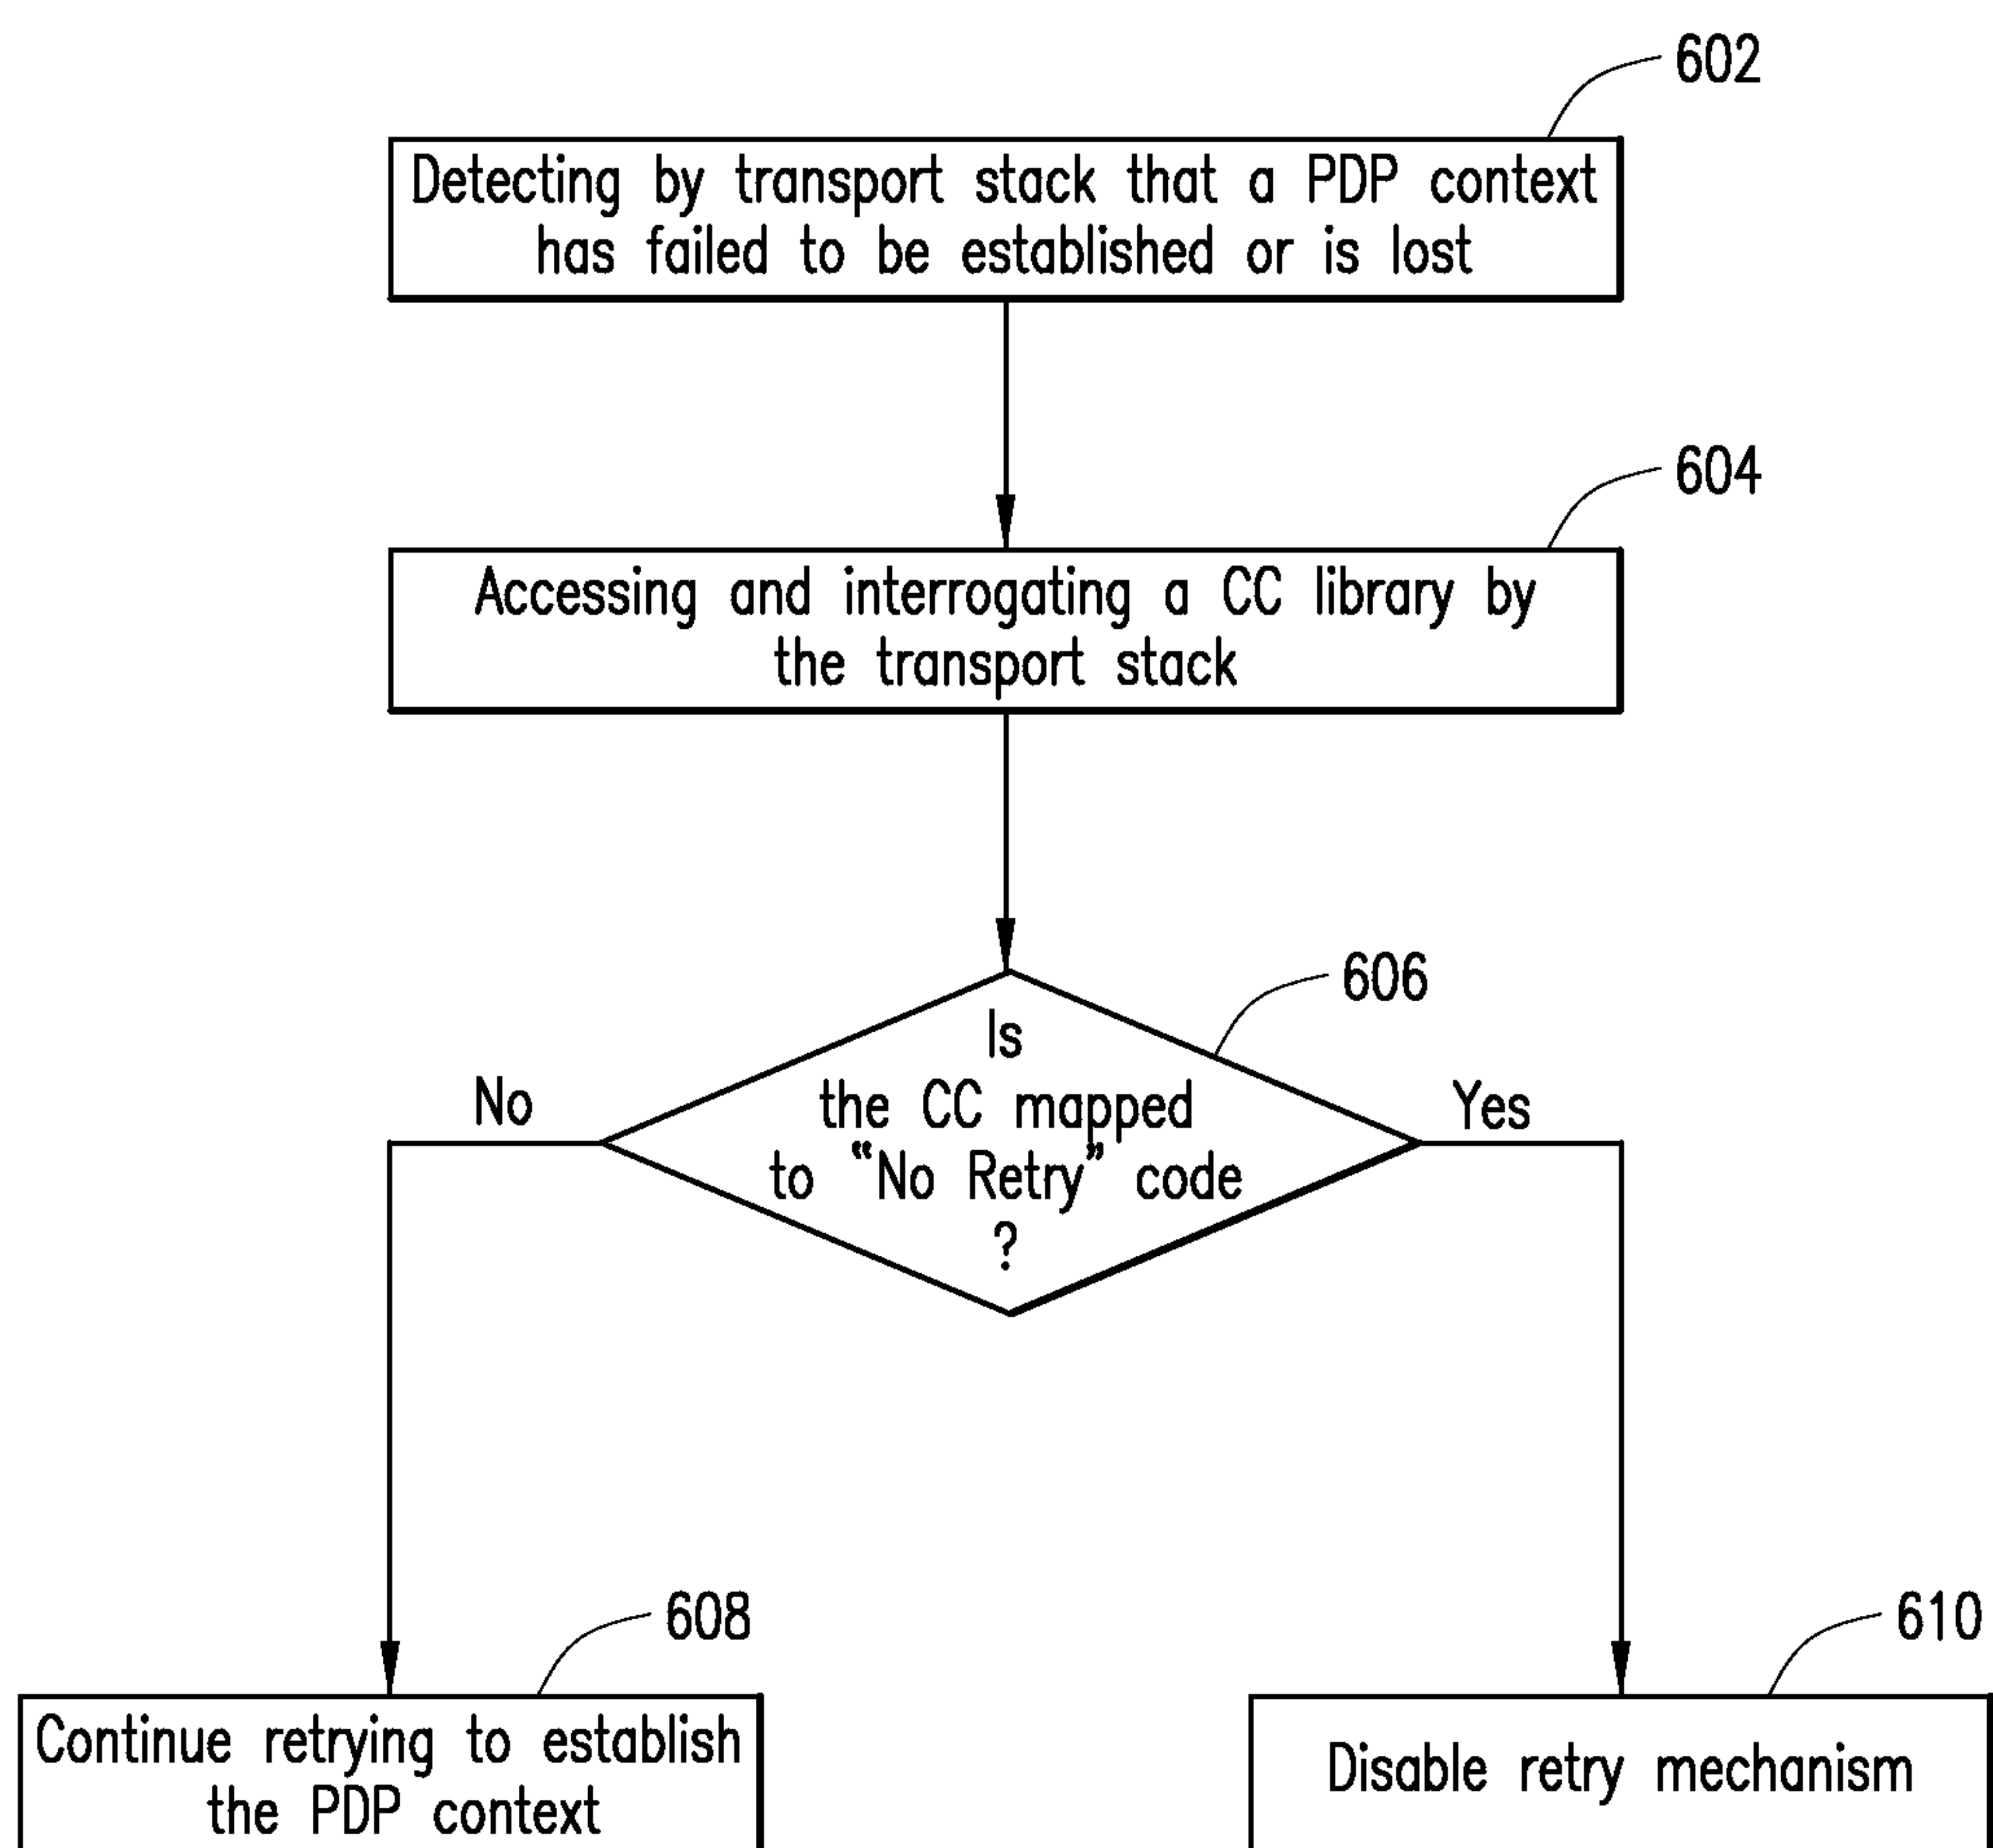 602
Detecting by transport stack that a PDP context
has failed to be established or is lost
604
Accessing and interrogating a CC library by
the transport stack
606
Is
the CC mapped
to “No Retry” code
?
No
Yes
608
Continue retrying to establish
the PDP context
610
Disable retry mechanism